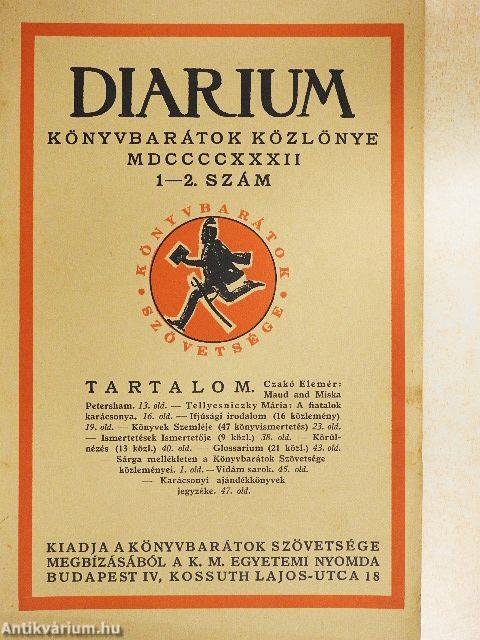 DIARIUM
KÖNYVBARÁTOK KÖZLÖNYE
MDCCCCXXXII
1—2. SZÁM
KÖNYVBARÁTOK
SZÖVETSÉGE
TARTALOM. Czakó Elemér:
Maud and Miska
Petersham. 13. old. — Tellyesniczky Mária: A fiatalok
karácsonya. 16. old. — Ifjúsági irodalom (16 közlemény)
19. old. — Könyvek Szemléje (47 könyvismertetés) 23. old.
— Ismertetések Ismertetője (9 közl.) 38. old. — Körül-
nézés (13 közl.) 40. old. Glossarium (21 közl.) 43. old.
— Sárga mellékleten a Könyvbarátok Szövetsége
közleményei. 1. old. — Vidám sarok. 45. old.
— Karácsonyi ajándékkönyvek
jegyzéke. 47. old.
KIADJA A KÖNYVBARÁTOK SZÖVETSÉGE
MEGBÍZÁSÁBÓL A K. M. EGYETEMI NYOMDA
BUDAPEST IV, KOSSUTH LAJOS-UTCA 18
Antikvárium.hu